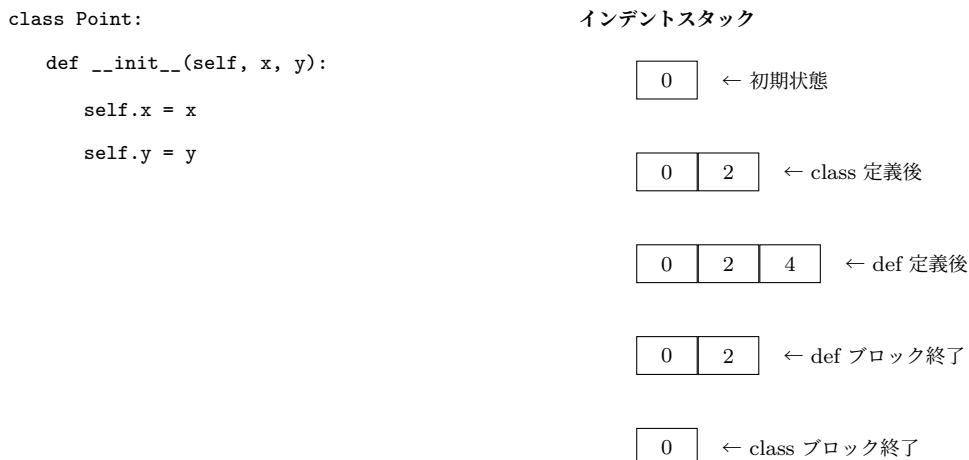 class Point:
def __init__(self, x, y):
self.x = x
self.y = y
インデントスタック
0 ← 初期状態
0 2 ← class 定義後
0 2 4 ← def 定義後
0 2 ← def ブロック終了
0 ← class ブロック終了